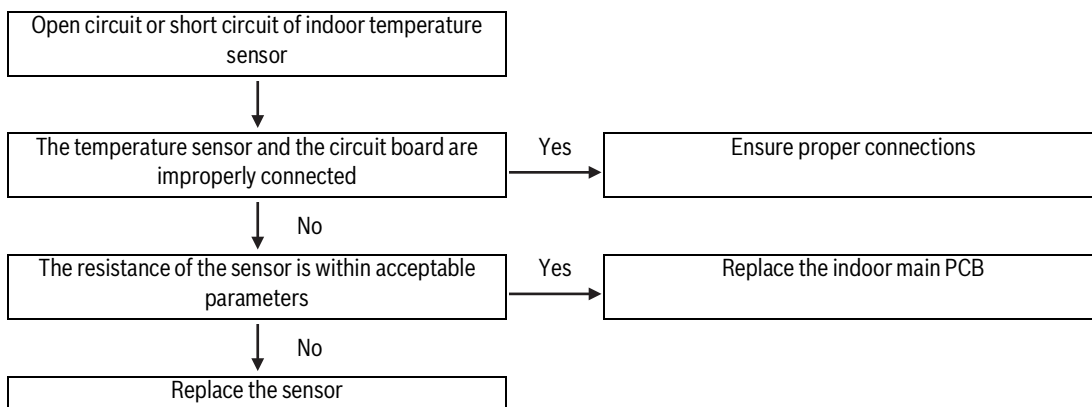 Open circuit or short circuit of indoor temperature
sensor
The temperature sensor and the circuit board are
improperly connected
Yes
Ensure proper connections
No
The resistance of the sensor is within acceptable
parameters
Yes
Replace the indoor main PCB
No
Replace the sensor